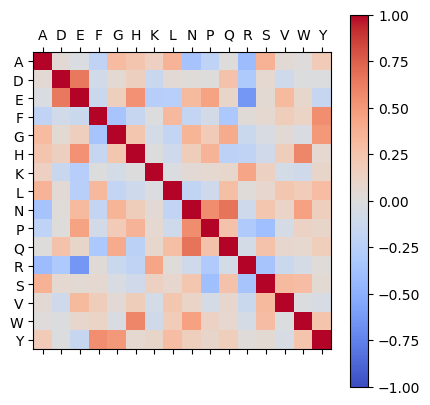 A D E F G H K L N P Q R S V W Y
A
D
E
F
G
H
K
L
N
P
Q
R
S
V
W
Y
1.00
0.75
0.50
0.25
0.00
−0.25
−0.50
−0.75
−1.00